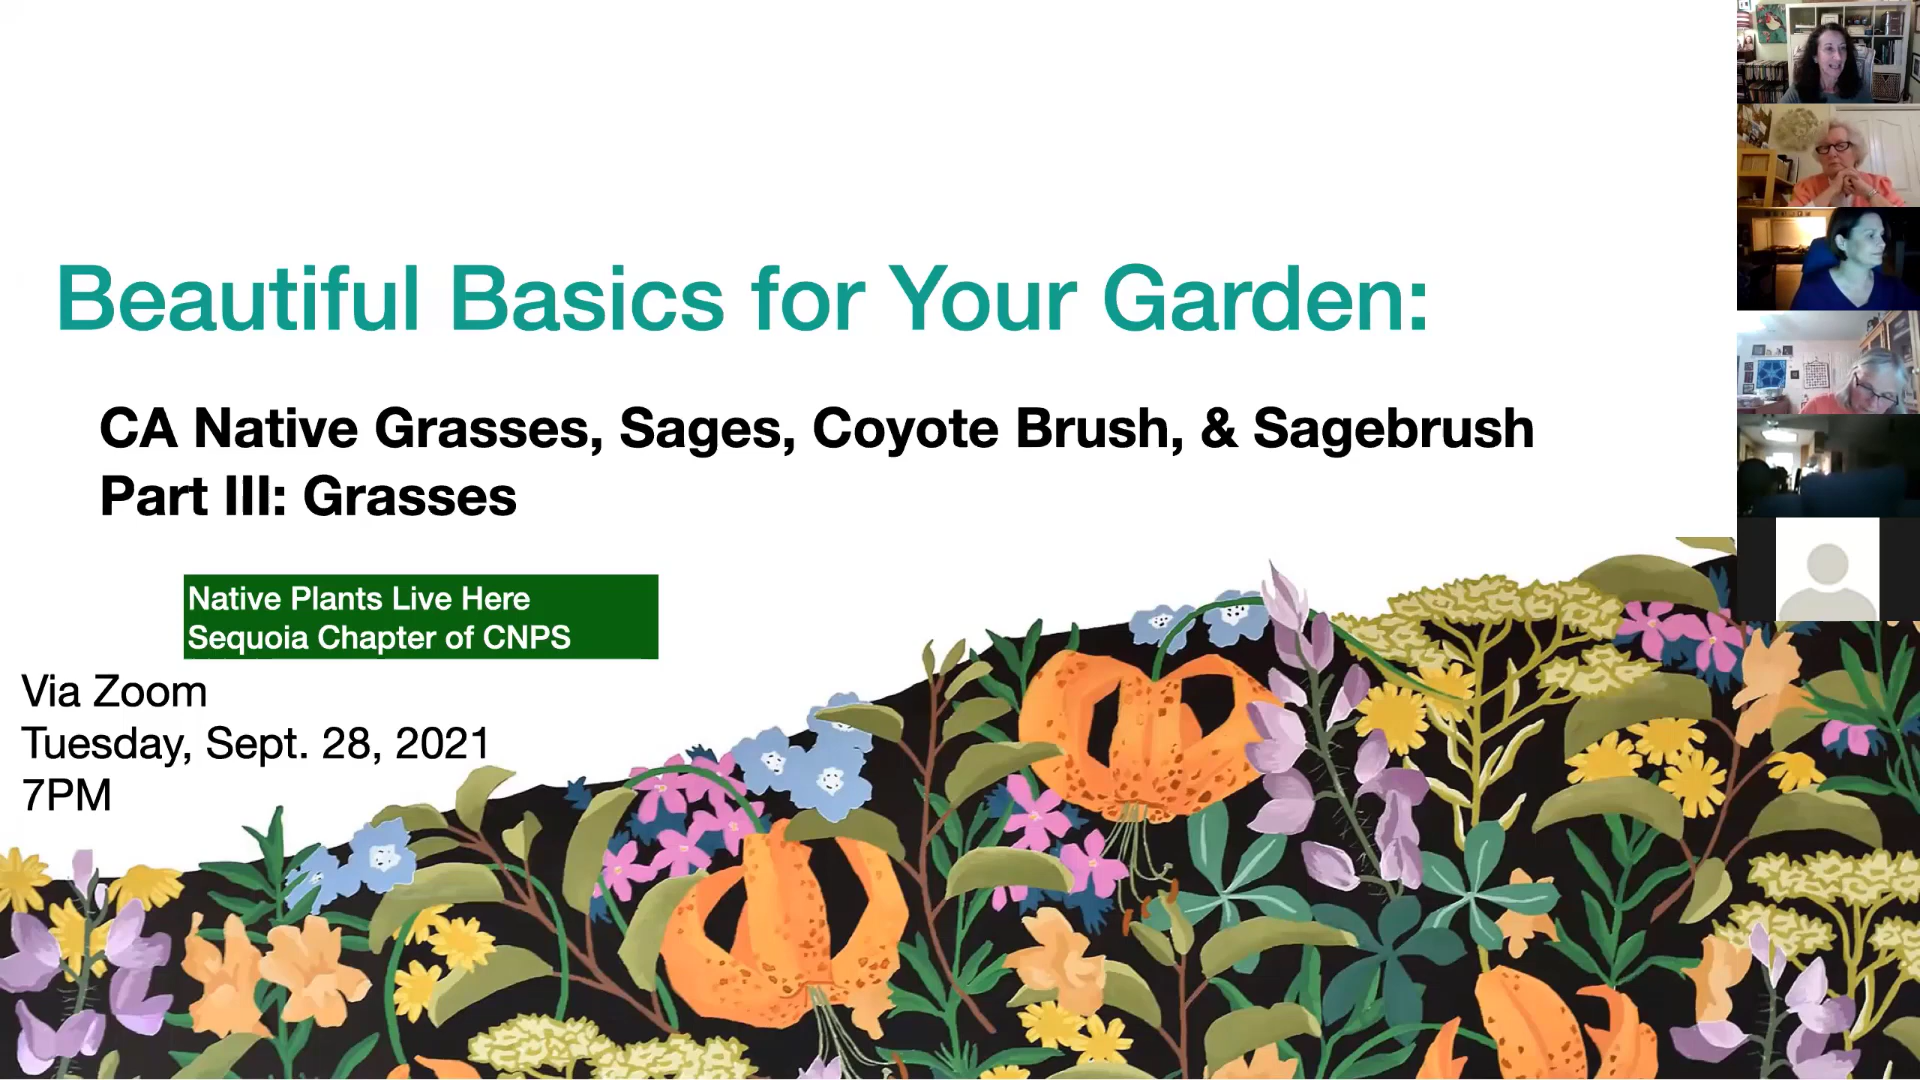 Beautiful Basics for Your Garden:
CA Native Grasses, Sages, Coyote Brush, & Sagebrush
Part III: Grasses
Native Plants Live Here
Sequoia Chapter of CNPS
Via Zoom
Tuesday, Sept. 28, 2021
7PM